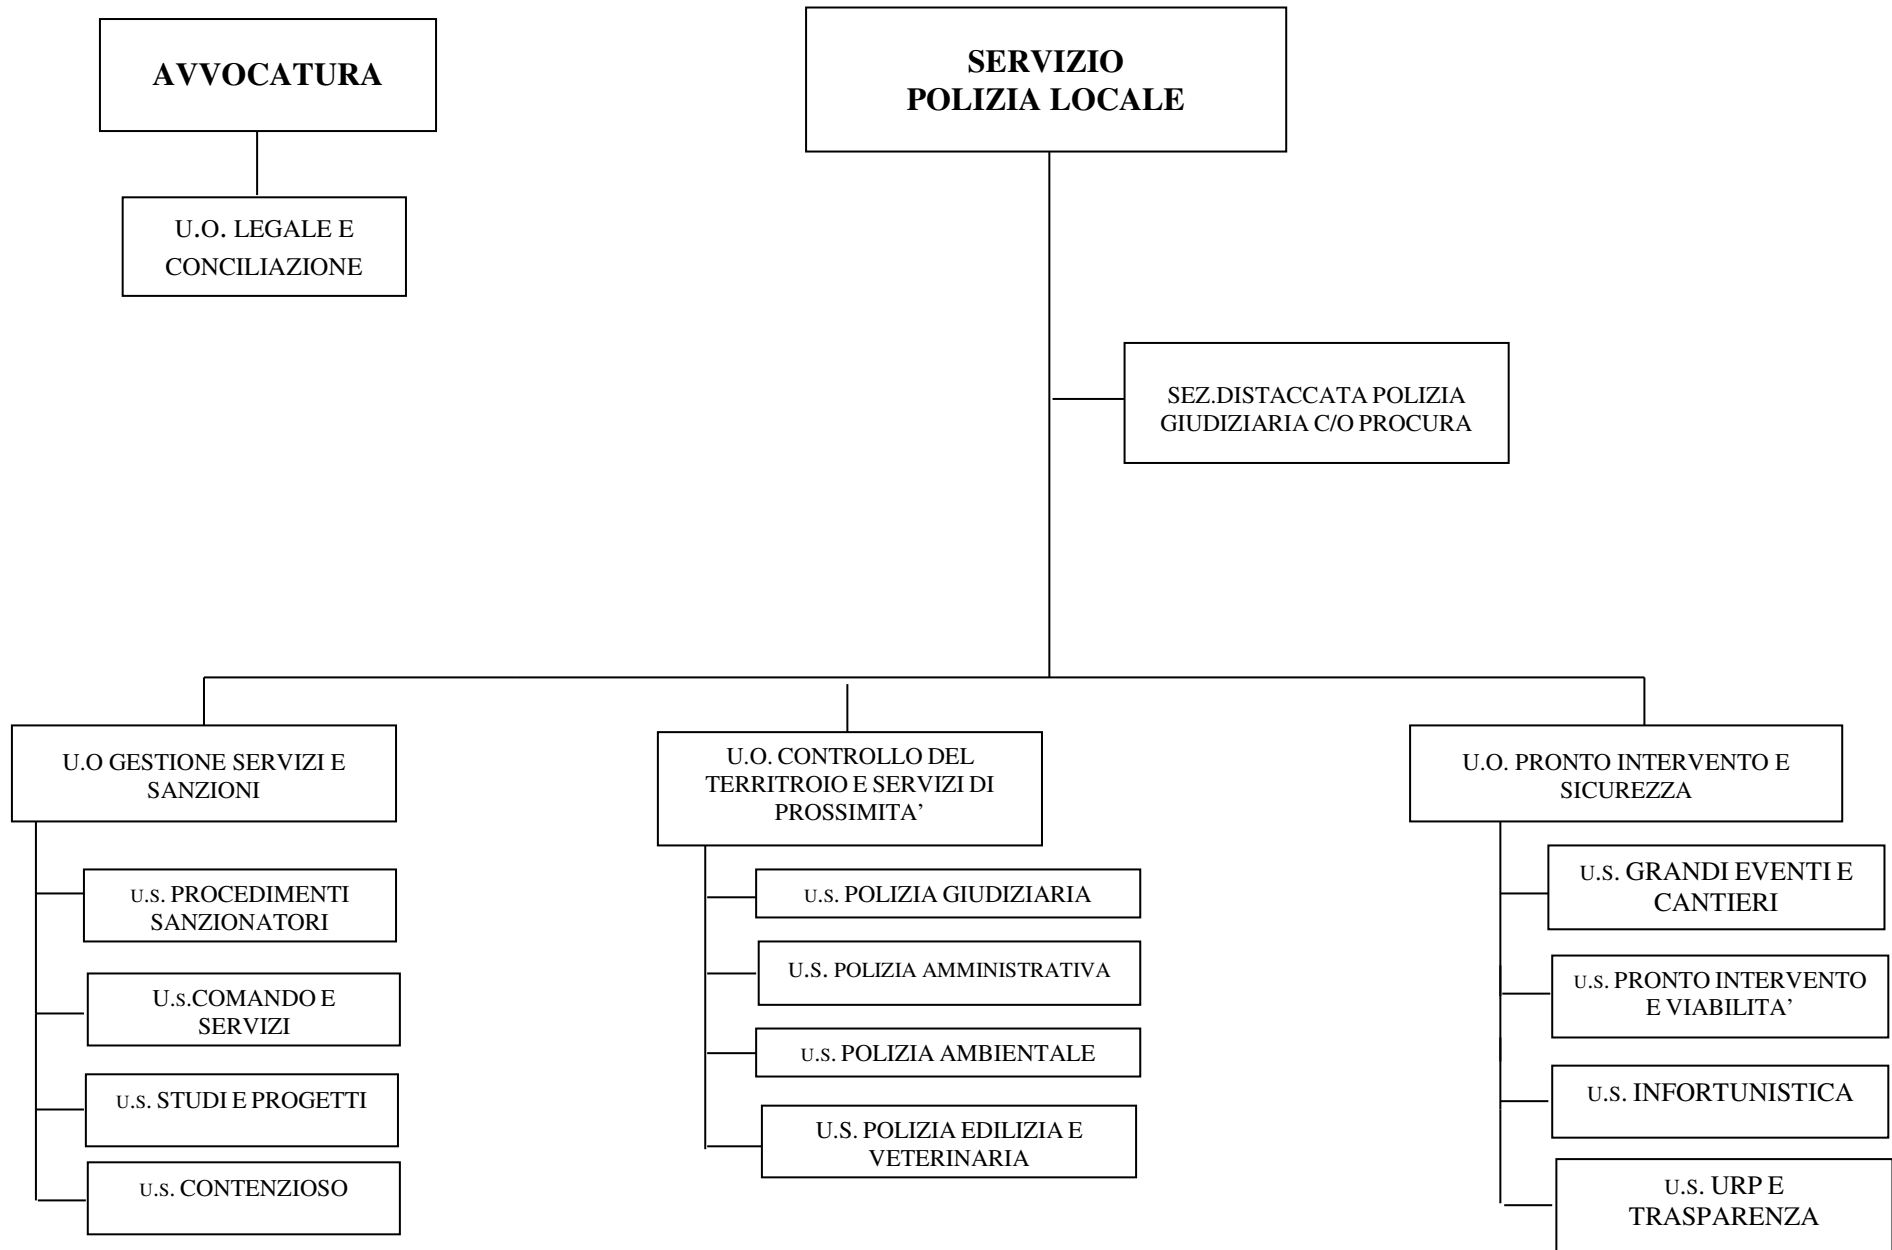 AVVOCATURA
SERVIZIO
POLIZIA LOCALE
U.O. LEGALE E
CONCILIAZIONE
SEZ.DISTACCATA POLIZIA
GIUDIZIARIA C/O PROCURA
U.O GESTIONE SERVIZI E
SANZIONI
U.S. PROCEDIMENTI
SANZIONATORI
U.S.COMANDO E
SERVIZI
U.S. STUDI E PROGETTI
U.S. CONTENZIOSO
U.O. CONTROLLO DEL
TERRITROIO E SERVIZI DI
PROSSIMITA’
U.S. POLIZIA GIUDIZIARIA
U.S. POLIZIA AMMINISTRATIVA
U.S. POLIZIA AMBIENTALE
U.S. POLIZIA EDILIZIA E
VETERINARIA
U.O. PRONTO INTERVENTO E
SICUREZZA
U.S. GRANDI EVENTI E
CANTIERI
U.S. PRONTO INTERVENTO
E VIABILITA’
U.S. INFORTUNISTICA
U.S. URP E
TRASPARENZA